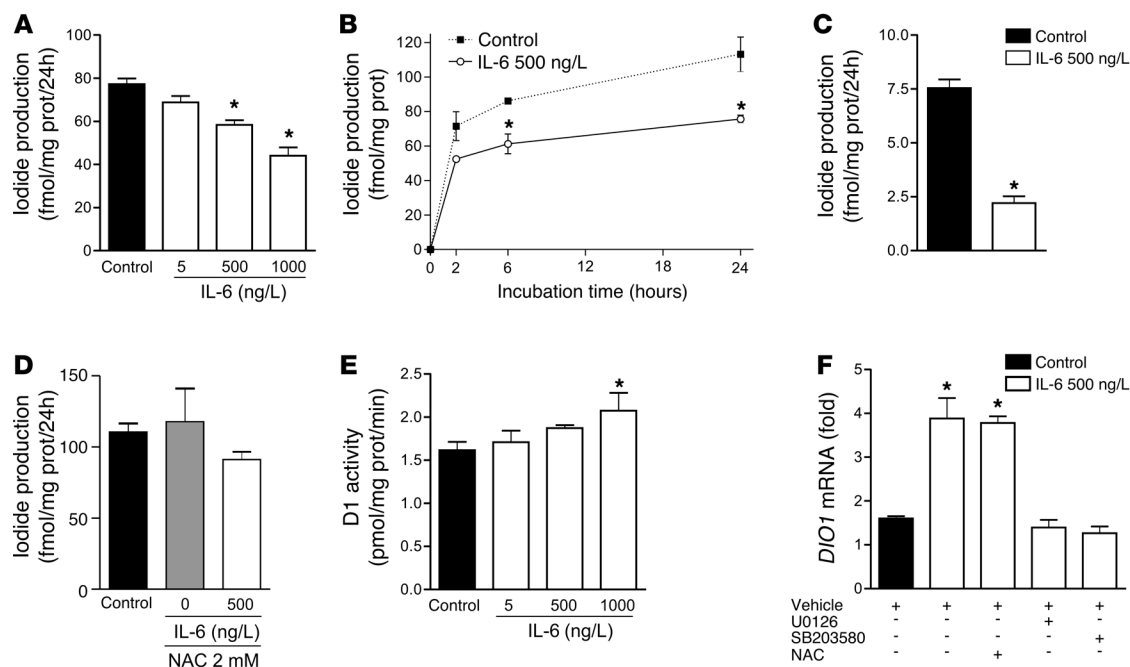 A
Iodide production
(fmol/mg prot/24h)
100
80
60
40
20
0
Control
5
500
1000
IL-6 (ng/L)
*
*
B
Iodide production
(fmol/mg prot)
120
100
80
60
40
20
0
Control
IL-6 500 ng/L
*
*
0
2
6
12
18
24
Incubation time (hours)
C
Iodide production
(fmol/mg prot/24h)
10.0
7.5
5.0
2.5
0.0
Control
IL-6 500 ng/L
*
D
Iodide production
(fmol/mg prot/24h)
150
100
50
0
Control
0
500
IL-6 (ng/L)
NAC 2 mM
E
D1 activity
(pmol/mg prot/min)
2.5
2.0
1.5
1.0
0.5
0.0
*
Control
5
500
1000
IL-6 (ng/L)
F
DIO1 mRNA (fold)
5
4
2
1
0
Control
IL-6 500 ng/L
*
*
Vehicle + + + + +
U0126 - - - + -
SB203580 - - - - +
NAC - - + - -